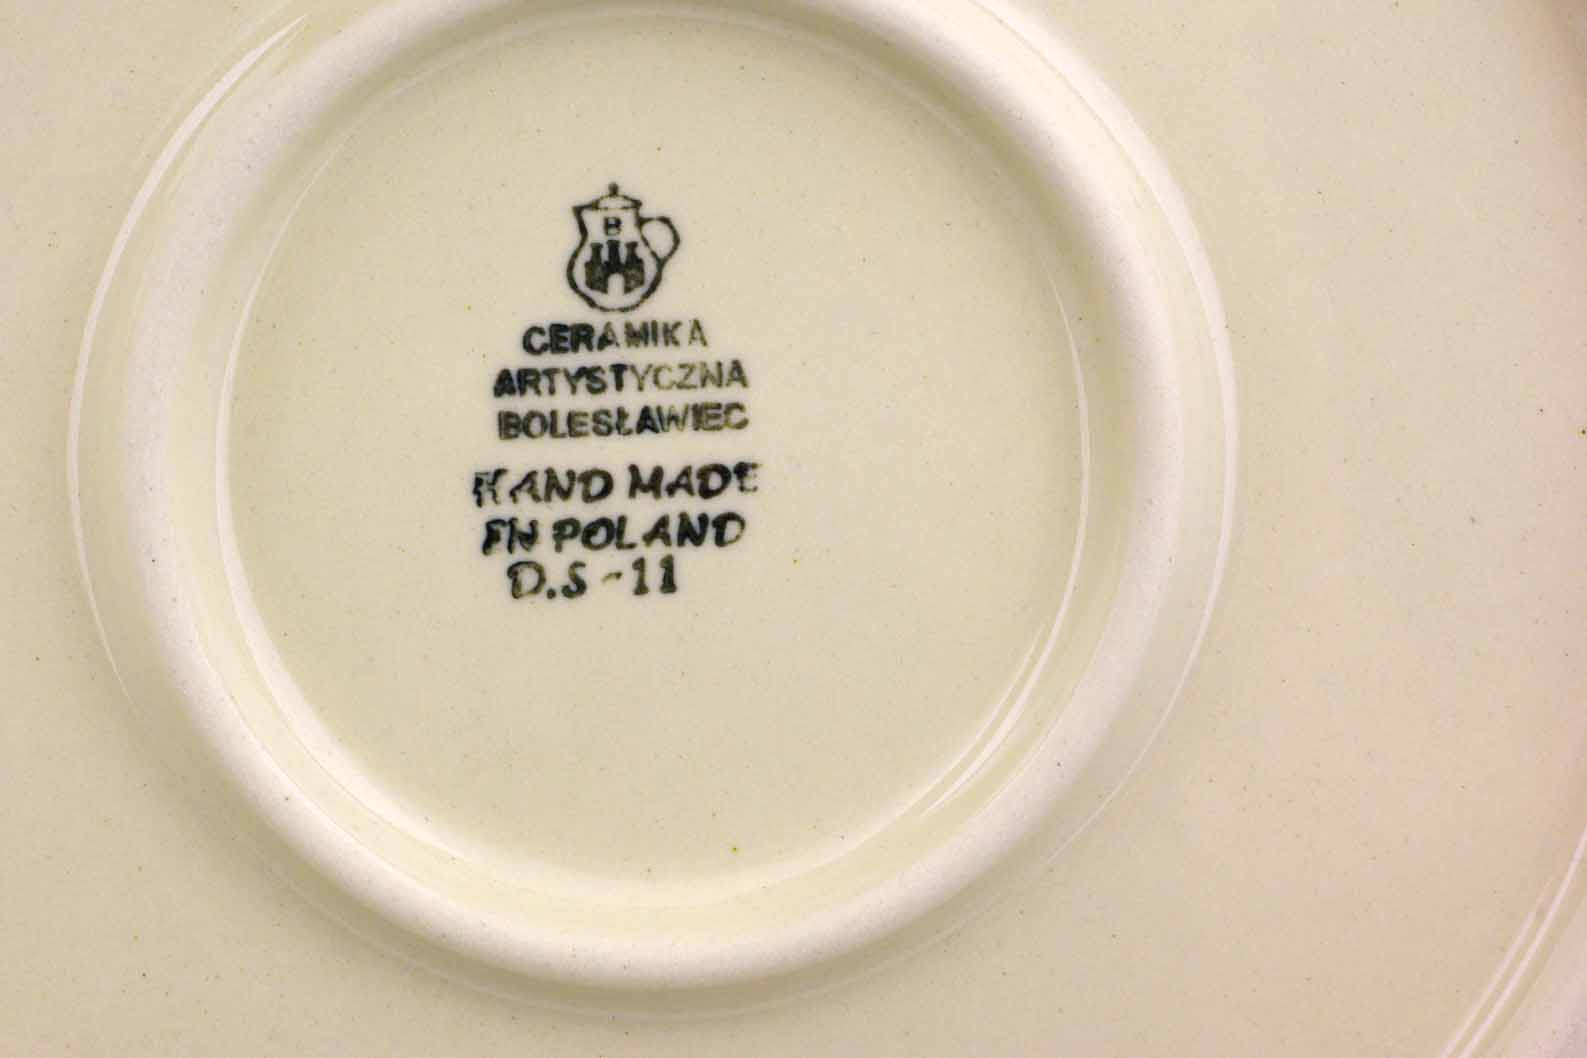 B
CERAMIKA
ARTYSTYCZNA
BOLESŁAWIEC
HAND MADE
IN POLAND
D.S - 11